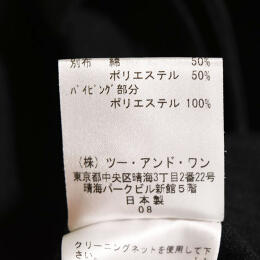 別布 綿 50%
ポリエステル 50%
パイピング部分
ポリエステル 100%
(株) ツー・アンド・ワン
東京都中央区晴海3丁目2番22号
晴海パークビル新館5階
日本製
08
クリーニングネットを使用して下
さい。